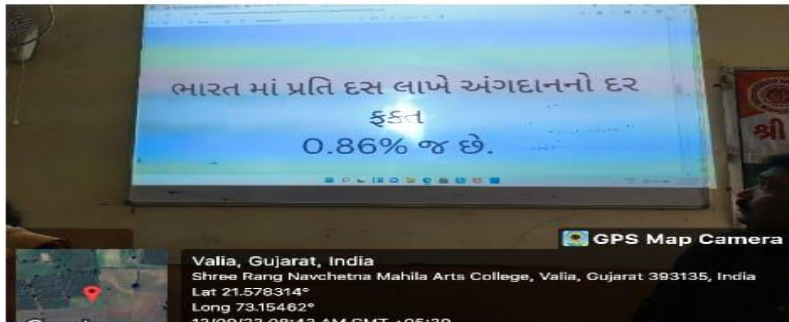 ભારત માં પ્રતિ દસ લાખે અંગદાનનો દર
ફક્ત
0.86% જ છે.
શ્રી
GPS Map Camera
Valia, Gujarat, India
Shree Rang Navchetna Mahila Arts College, Valia, Gujarat 393135, India
Lat 21.578314°
Long 73.15462°